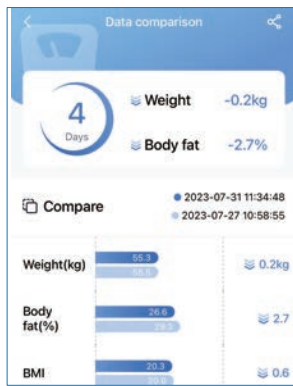 Data comparison
4
Days
Weight
-0.2kg
Body fat
-2.7%
Compare
2023-07-31 11:34:48
2023-07-27 10:58:55
Weight(kg)
55.3
55.5
0.2kg
Body
fat(%)
26.6
29.3
2.7
BMI
20.3
0.6